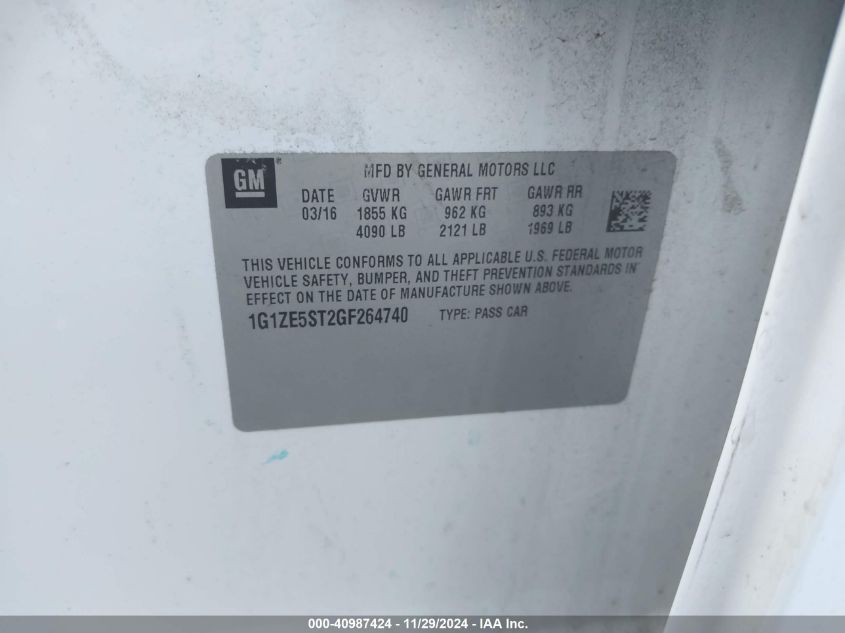 GM®
MFD BY GENERAL MOTORS LLC
DATE GVWR GAWR FRT GAWR RR
03/16 1855 KG 962 KG 893 KG
4090 LB 2121 LB 1969 LB
THIS VEHICLE CONFORMS TO ALL APPLICABLE U.S. FEDERAL MOTOR
VEHICLE SAFETY, BUMPER, AND THEFT PREVENTION STANDARDS IN
EFFECT ON THE DATE OF MANUFACTURE SHOWN ABOVE.
1G1ZE5ST2GF264740 TYPE: PASS CAR
000-40987424 - 11/29/2024 - IAA Inc.